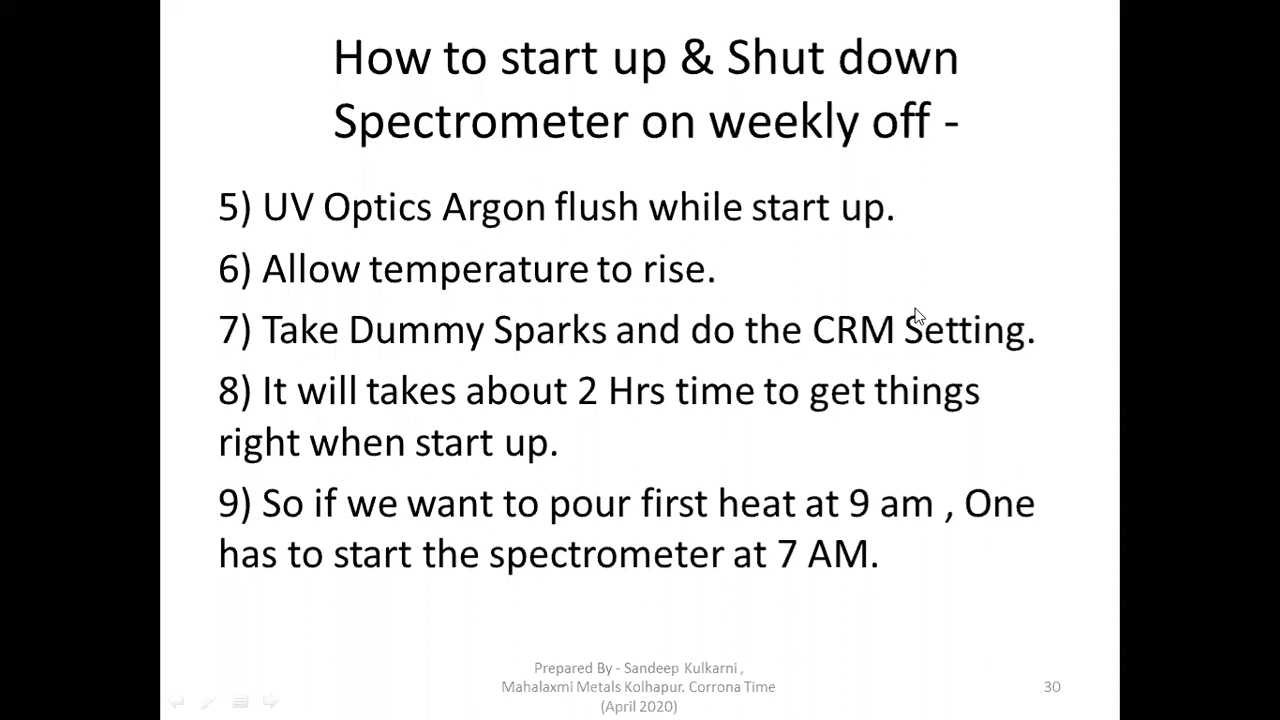 How to start up & Shut down
Spectrometer on weekly off -
5) UV Optics Argon flush while start up.
6) Allow temperature to rise.
7) Take Dummy Sparks and do the CRM Setting.
8) It will takes about 2 Hrs time to get things
right when start up.
9) So if we want to pour first heat at 9 am , One
has to start the spectrometer at 7 AM.
Prepared By - Sandeep Kulkarni ,
Mahalaxmi Metals Kolhapur. Corrona Time
(April 2020)
30